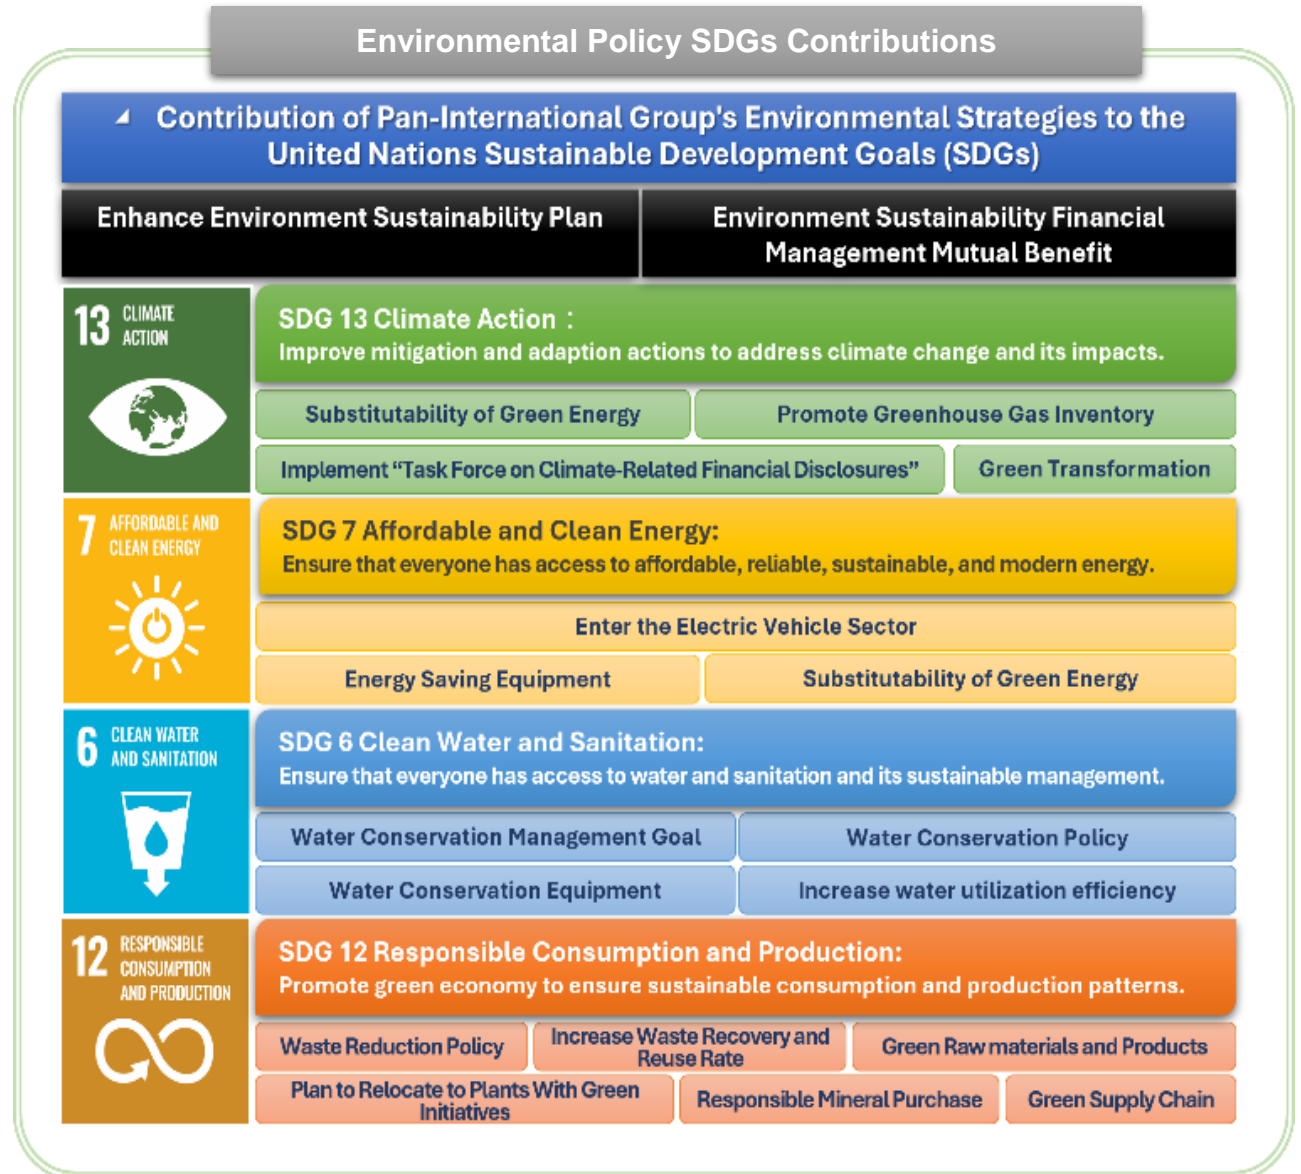 Environmental Policy SDGs Contributions
Contribution of Pan-International Group's Environmental Strategies to the
United Nations Sustainable Development Goals (SDGs)
Enhance Environment Sustainability Plan
Environment Sustainability Financial
Management Mutual Benefit
13 CLIMATE
ACTION
SDG 13 Climate Action：
Improve mitigation and adaption actions to address climate change and its impacts.
Substitutability of Green Energy
Promote Greenhouse Gas Inventory
Implement “Task Force on Climate-Related Financial Disclosures”
Green Transformation
7 AFFORDABLE AND
CLEAN ENERGY
SDG 7 Affordable and Clean Energy:
Ensure that everyone has access to affordable, reliable, sustainable, and modern energy.
Enter the Electric Vehicle Sector
Energy Saving Equipment
Substitutability of Green Energy
6 CLEAN WATER
AND SANITATION
SDG 6 Clean Water and Sanitation:
Ensure that everyone has access to water and sanitation and its sustainable management.
Water Conservation Management Goal
Water Conservation Policy
Water Conservation Equipment
Increase water utilization efficiency
12 RESPONSIBLE
CONSUMPTION
AND PRODUCTION
SDG 12 Responsible Consumption and Production:
Promote green economy to ensure sustainable consumption and production patterns.
Waste Reduction Policy
Increase Waste Recovery and
Reuse Rate
Green Raw materials and Products
Plan to Relocate to Plants With Green
Initiatives
Responsible Mineral Purchase
Green Supply Chain